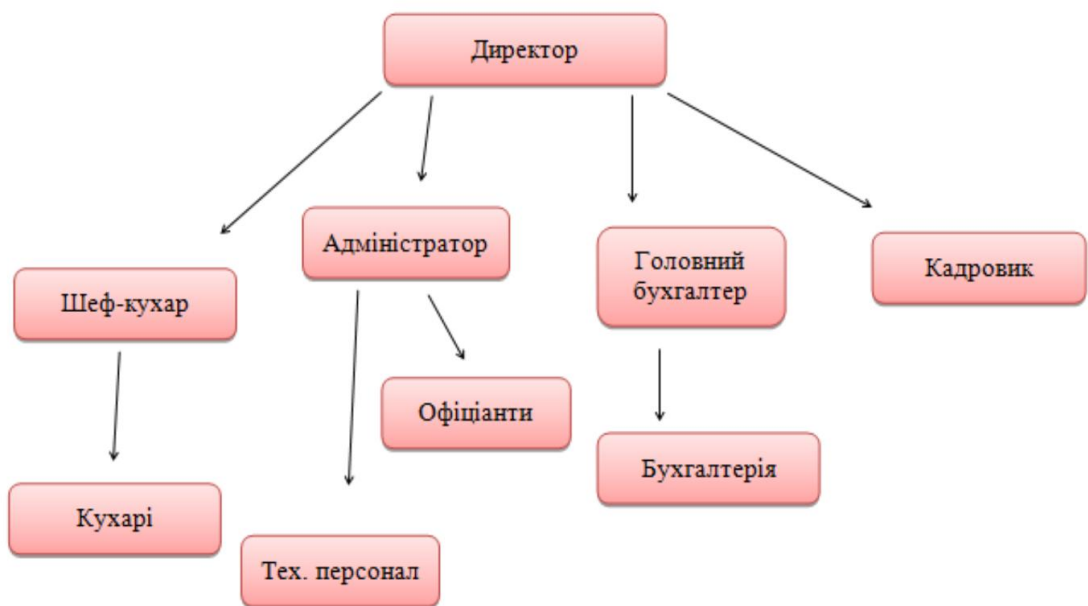 Директор
Адміністратор
Головний
бухгалтер
Кадровик
Шеф-кухар
Офіціанти
Бухгалтерія
Кухарі
Тех. персонал